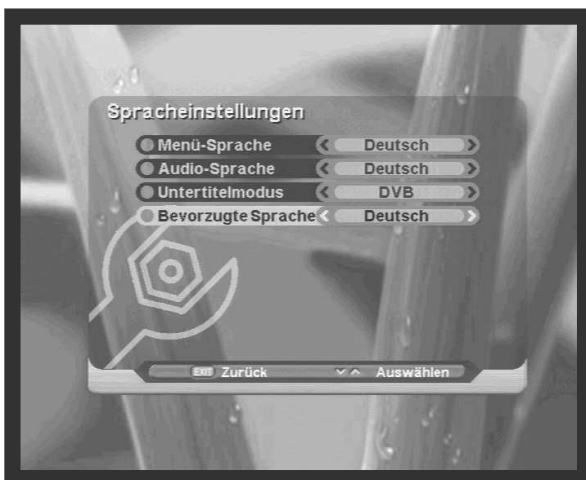 Spracheinstellungen
Menü-Sprache Deutsch
Audio-Sprache Deutsch
Untertitelmodus DVB
Bevorzugte Sprache Deutsch
EXIT Zurück Auswählen